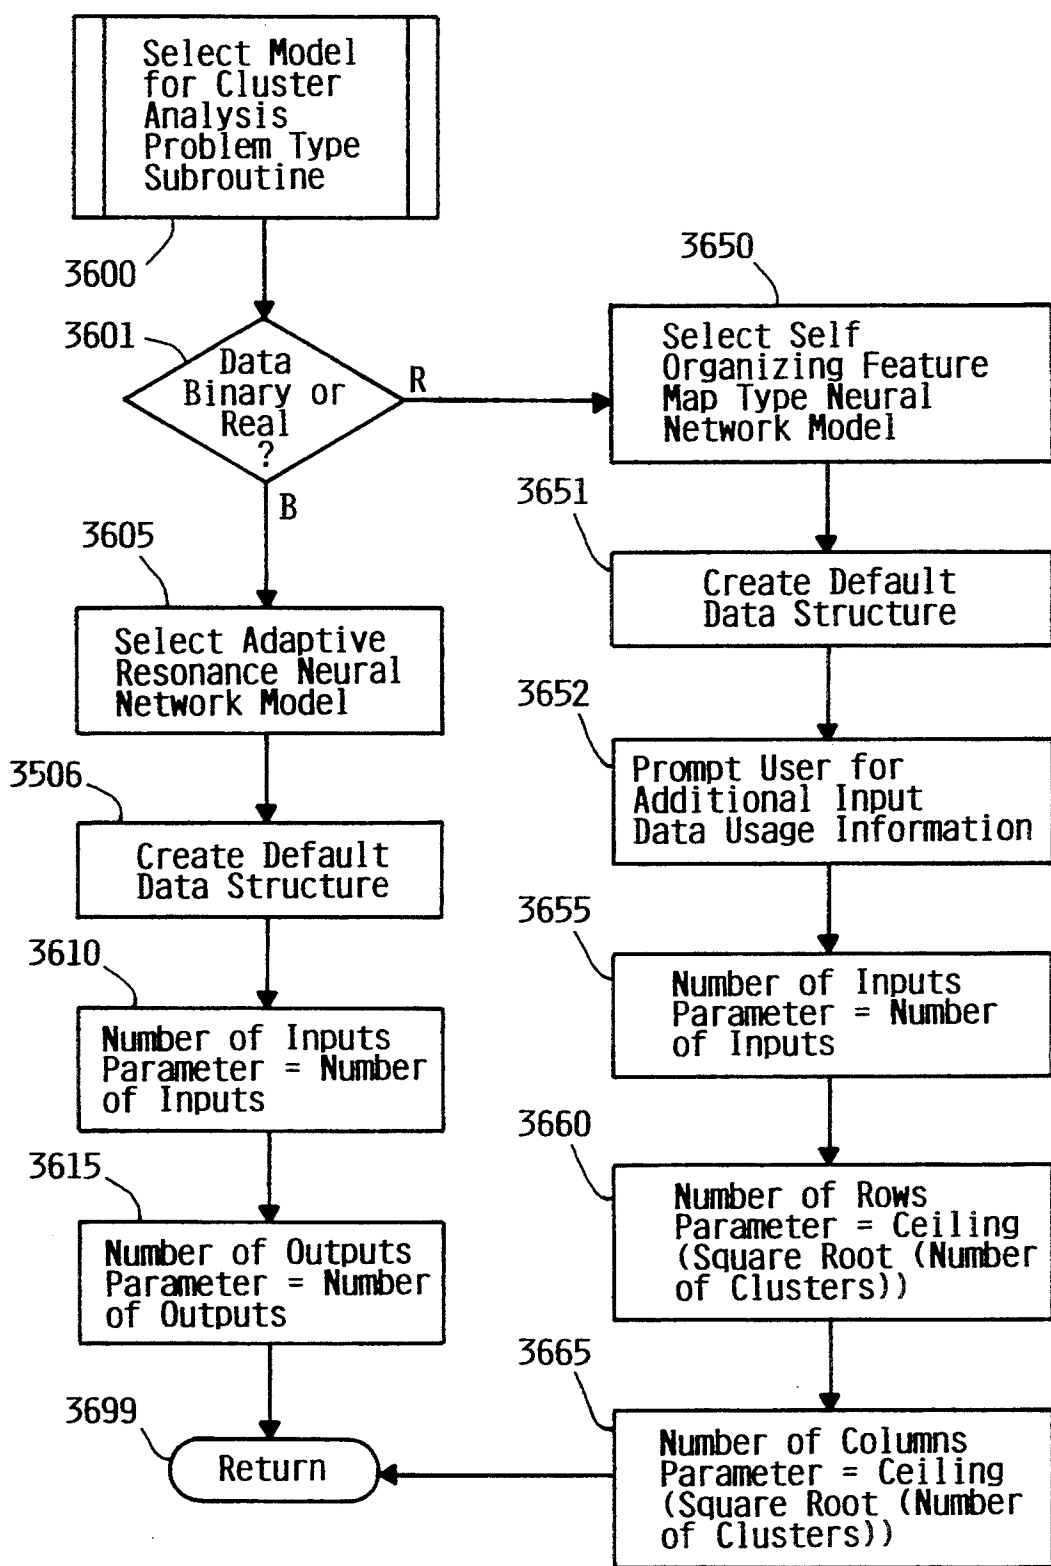 Select Model
for Cluster
Analysis
Problem Type
Subroutine
3600
3601
Data
Binary or
Real
?
R
B
3605
Select Adaptive
Resonance Neural
Network Model
3506
Create Default
Data Structure
3610
Number of Inputs
Parameter = Number
of Inputs
3615
Number of Outputs
Parameter = Number
of Outputs
3699
Return
3650
Select Self
Organizing Feature
Map Type Neural
Network Model
3651
Create Default
Data Structure
3652
Prompt User for
Additional Input
Data Usage Information
3655
Number of Inputs
Parameter = Number
of Inputs
3660
Number of Rows
Parameter = Ceiling
(Square Root (Number
of Clusters))
3665
Number of Columns
Parameter = Ceiling
(Square Root (Number
of Clusters))